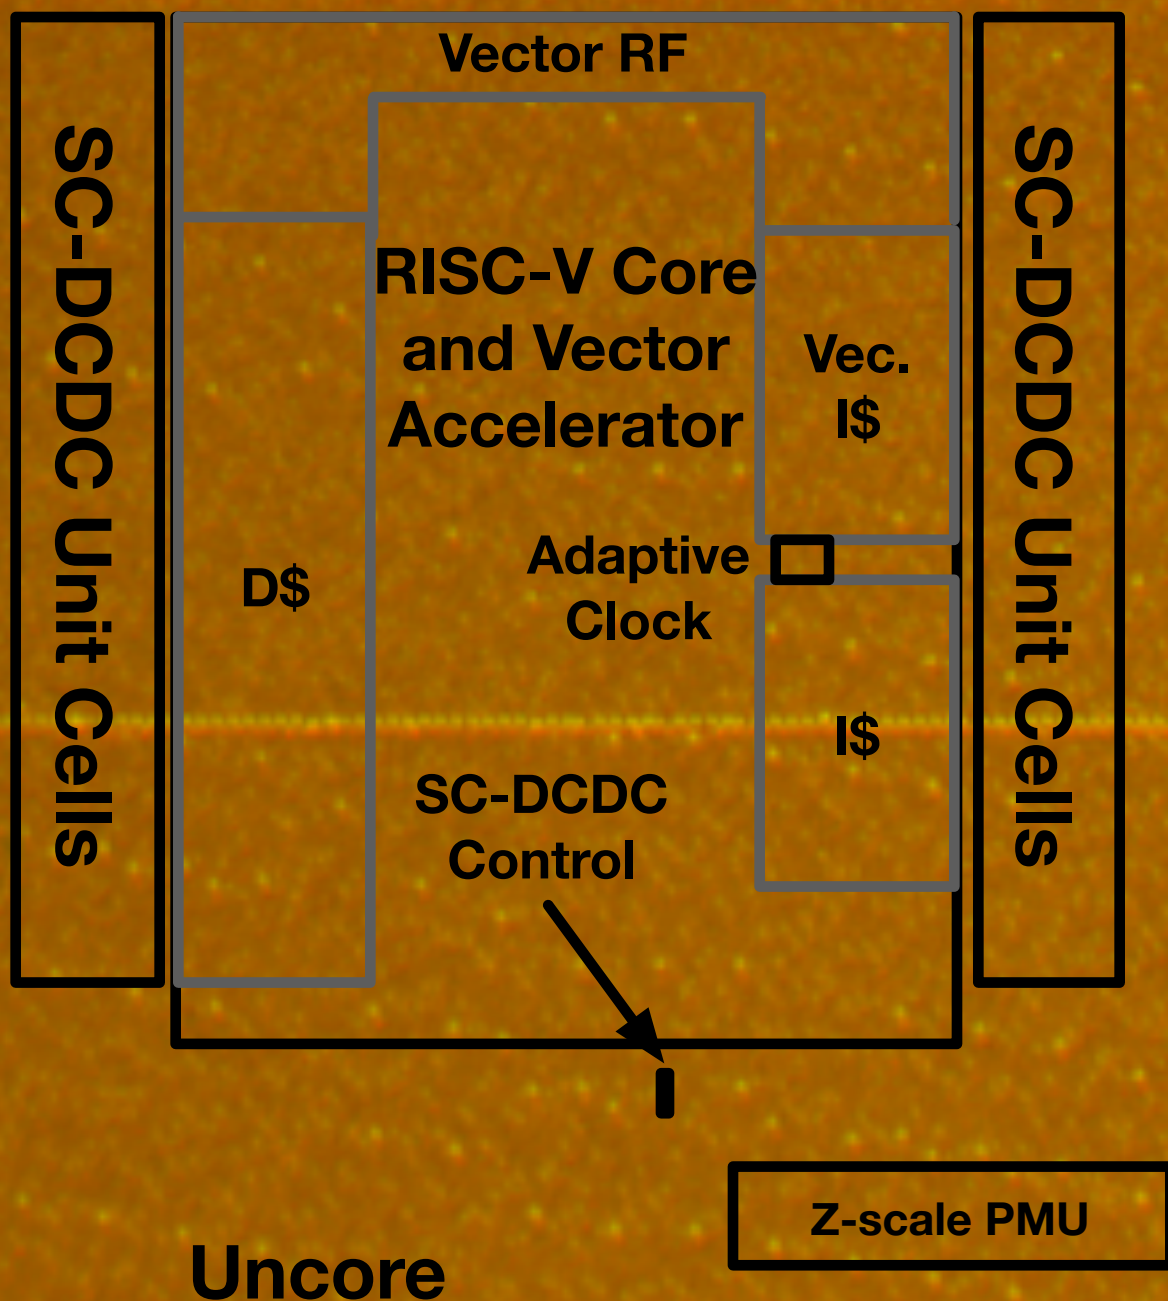 Vector RF
SC-DCDC Unit Cells
RISC-V Core
and Vector
Accelerator
Vec.
I$
SC-DCDC Unit Cells
Adaptive
Clock
D$
I$
SC-DCDC
Control
Z-scale PMU
Uncore